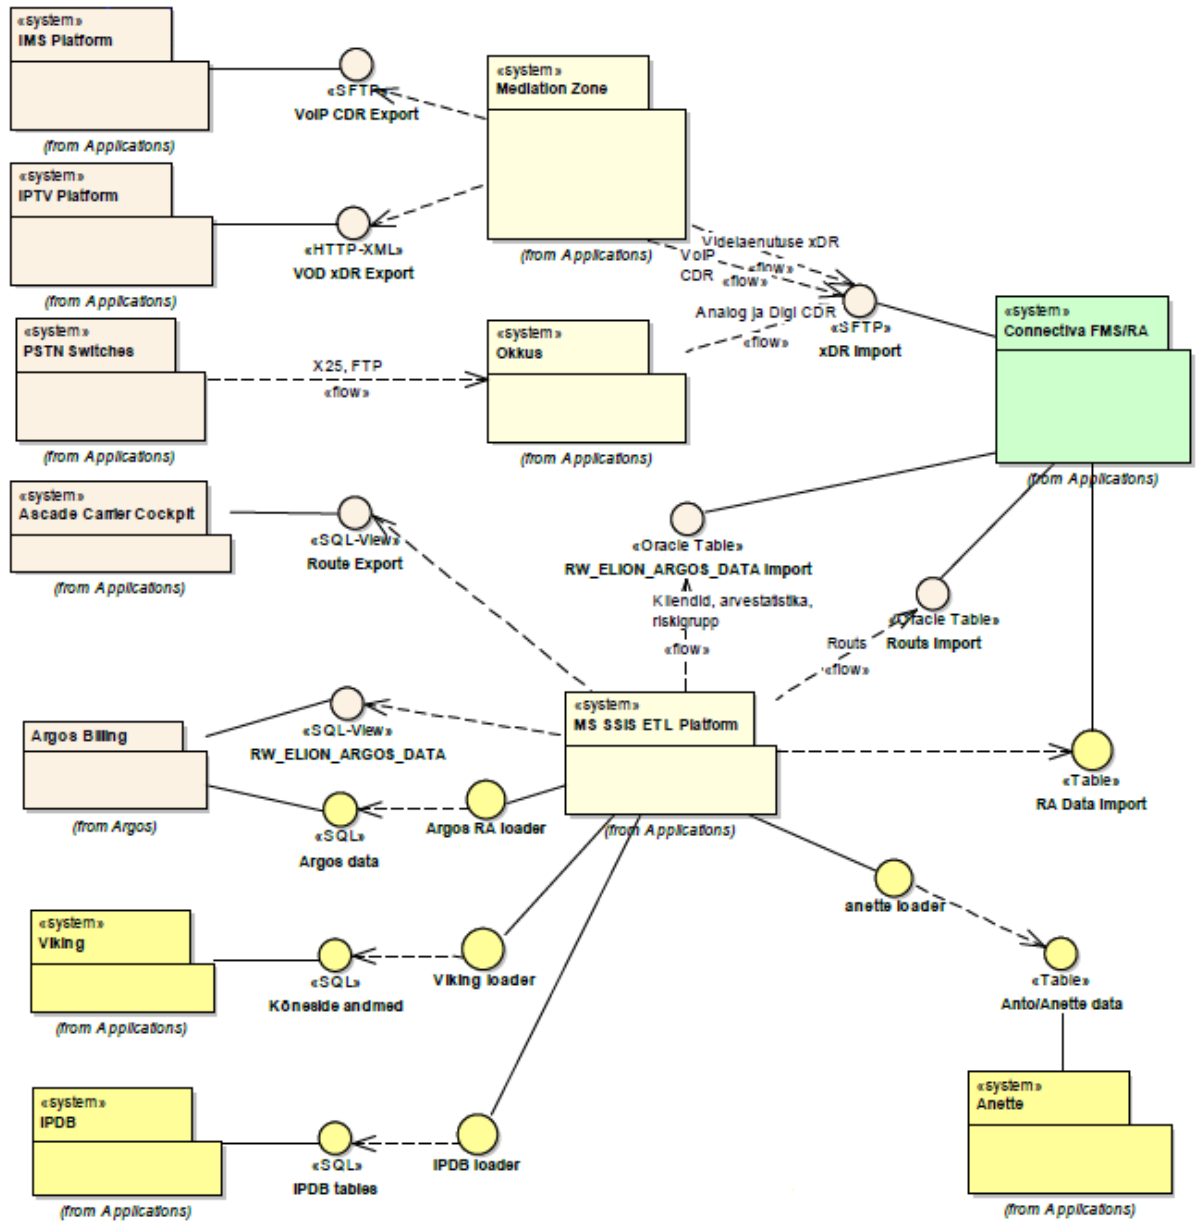 «system»
IMS Platform
(from Applications)
«SFTP»
VoIP CDR Export
«system»
Mediation Zone
(from Applications)
«system»
IPTV Platform
(from Applications)
«HTTP-XML»
VOD xDR Export
Videlaenutuse xDR
«flow»
VoIP
CDR
«flow»
Analog ja Digi CDR
«flow»
«SFTP»
xDR Import
«system»
Connectiva FMS/RA
(from Applications)
«system»
PSTN Switches
(from Applications)
X25, FTP
«flow»
«system»
Okkus
(from Applications)
«system»
Ascade Carrier Cockpit
(from Applications)
«SQL-View»
Route Export
«Oracle Table»
RW_ELION_ARGOS_DATA Import
Kliendid, arvestatistika,
riskigrupp
«flow»
«Oracle Table»
Routs Import
Routs
«flow»
«system»
MS SSIS ETL Platform
(from Applications)
Argos Billing
(from Argos)
«SQL-View»
RW_ELION_ARGOS_DATA
«SQL»
Argos data
Argos RA loader
«Table»
RA Data Import
anette loader
«system»
Viking
(from Applications)
«SQL»
Kõneside andmed
Viking loader
«Table»
Anto/Anette data
«system»
IPDB
(from Applications)
«SQL»
IPDB tables
IPDB loader
«system»
Anette
(from Applications)